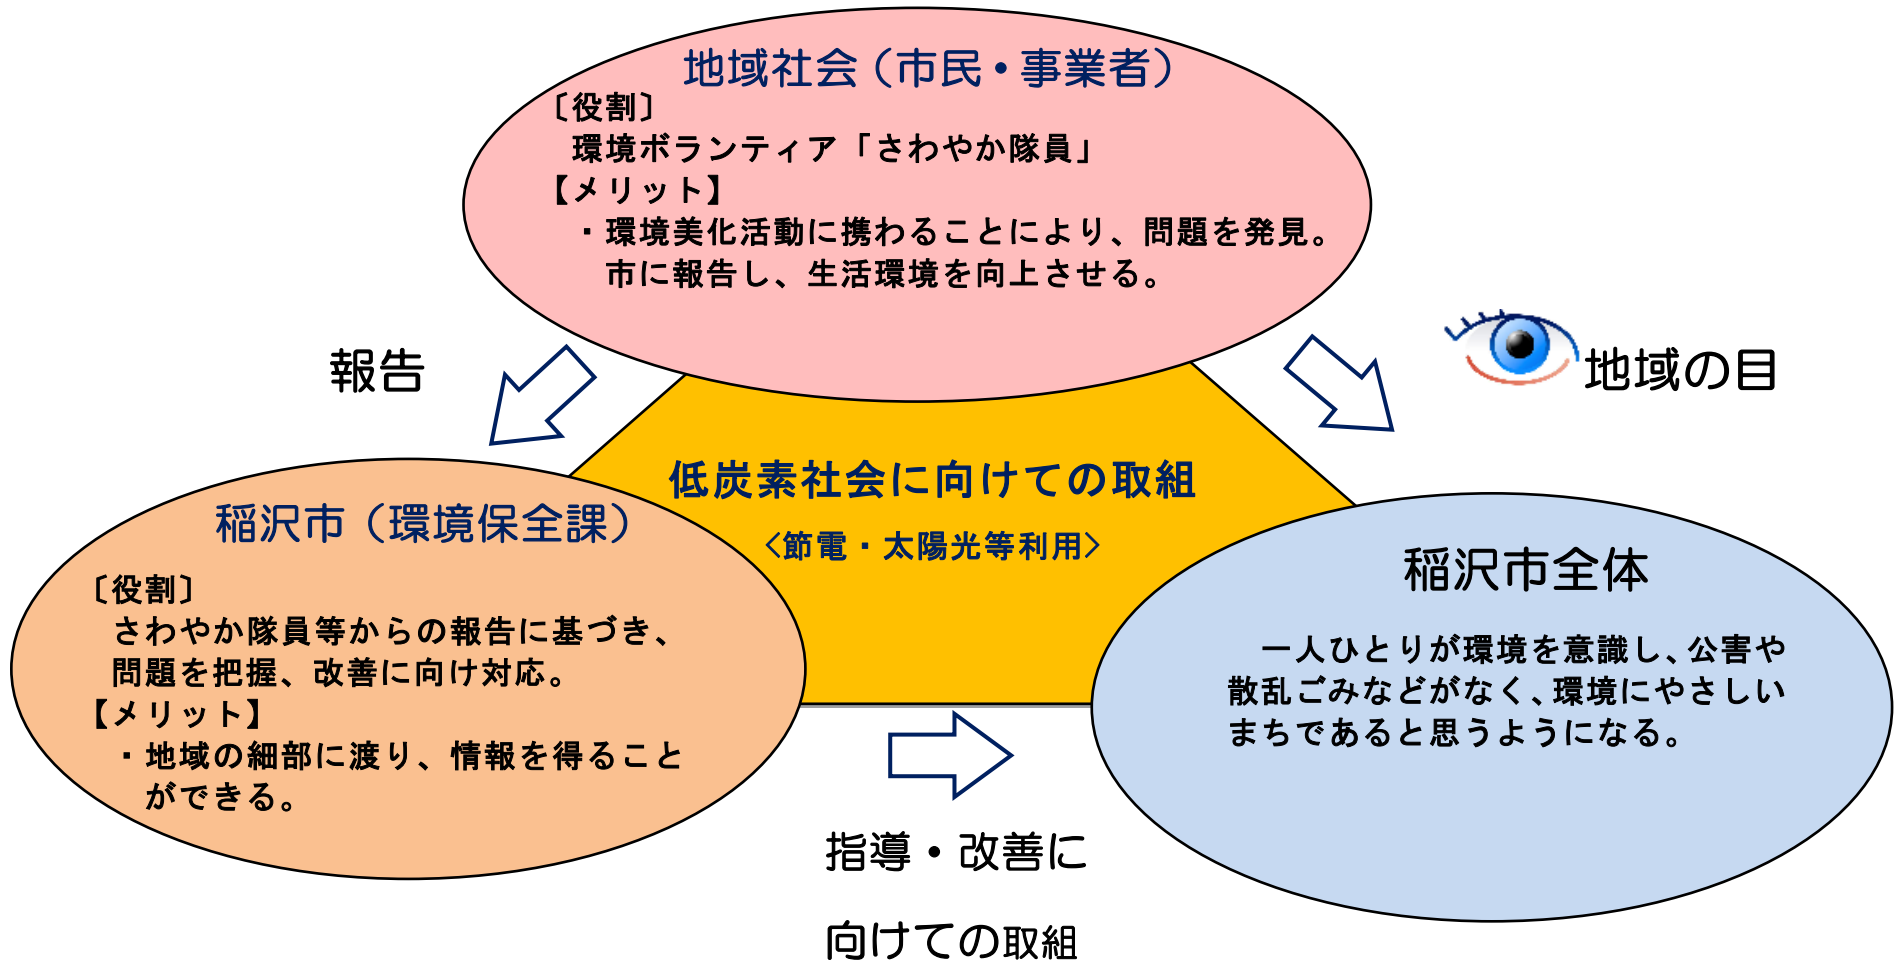 地域社会（市民・事業者）
〔役割〕
環境ボランティア「さわやか隊員」
【メリット】
・環境美化活動に携わることにより、問題を発見。
市に報告し、生活環境を向上させる。
報告
地域の目
低炭素社会に向けての取組
<節電・太陽光等利用>
稲沢市（環境保全課）
〔役割〕
さわやか隊員等からの報告に基づき、
問題を把握、改善に向け対応。
【メリット】
・地域の細部に渡り、情報を得ること
ができる。
稲沢市全体
一人ひとりが環境を意識し、公害や
散乱ごみなどがなく、環境にやさしい
まちであると思うようになる。
指導・改善に
向けての取組